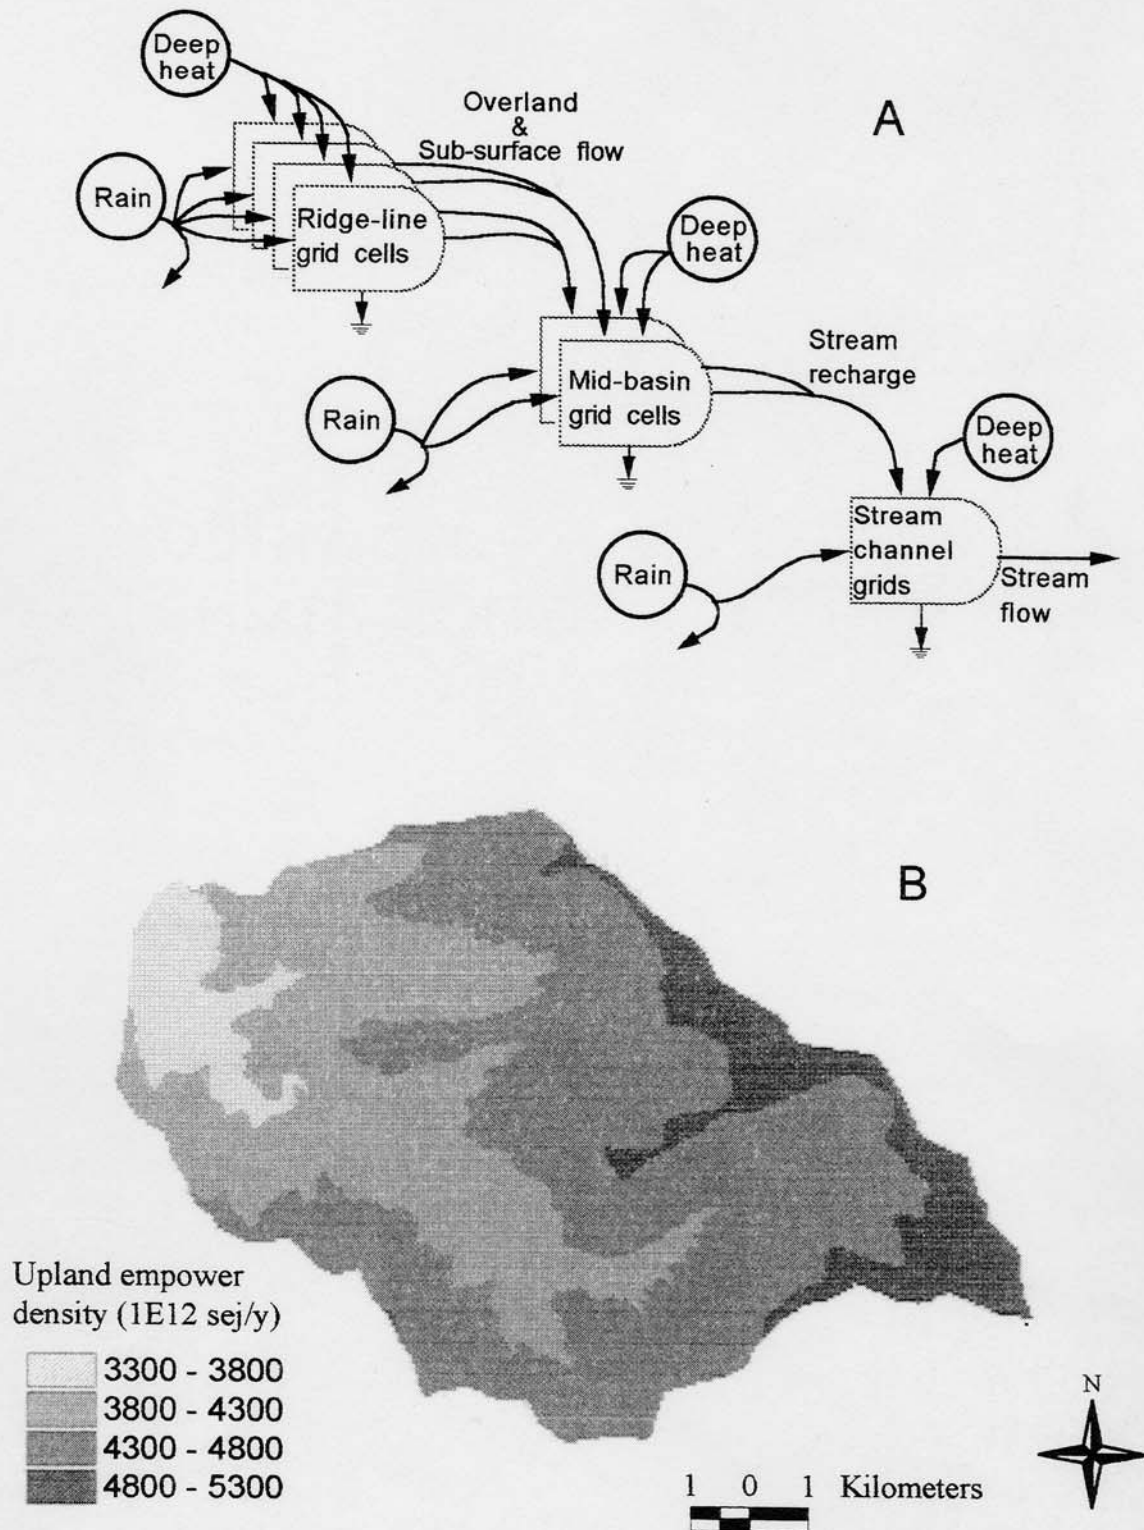 Deep
heat
Overland
&
Sub-surface flow
A
Rain
Ridge-line
grid cells
Deep
heat
Stream
recharge
Mid-basin
grid cells
Rain
Deep
heat
Stream
channel
grids
Rain
Stream
flow
B
Upland empower
density (1E12 sej/y)
3300 - 3800
3800 - 4300
4300 - 4800
4800 - 5300
N
1 0 1 Kilometers